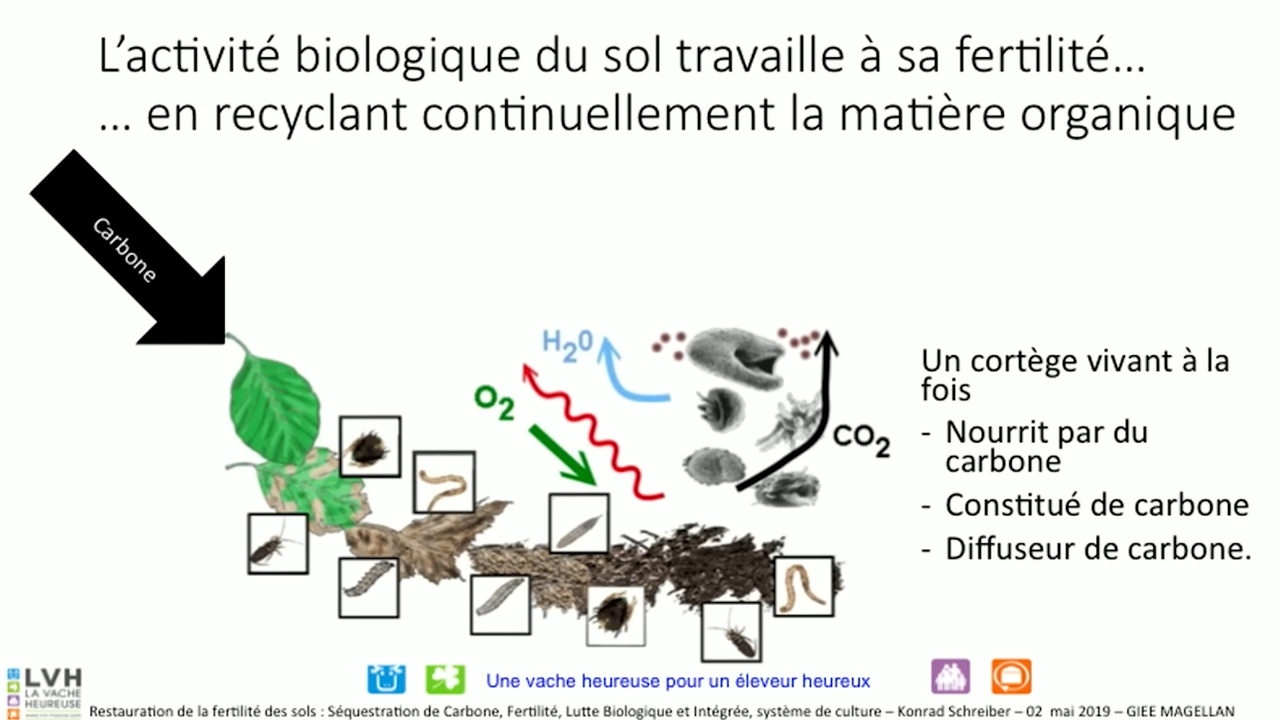 L'activité biologique du sol travaille à sa fertilité...
... en recyclant continuellement la matière organique
Carbone
H20
O2
CO2
Un cortège vivant à la
fois
- Nourrit par du
carbone
- Constitué de carbone
- Diffuseur de carbone.
LVH
LA VACHE
HEUREUSE
Une vache heureuse pour un éleveur heureux
Restauration de la fertilité des sols : Séquestration de Carbone, Fertilité, Lutte Biologique et Intégrée, système de culture – Konrad Schreiber – 02 mai 2019 – GIEE MAGELLAN